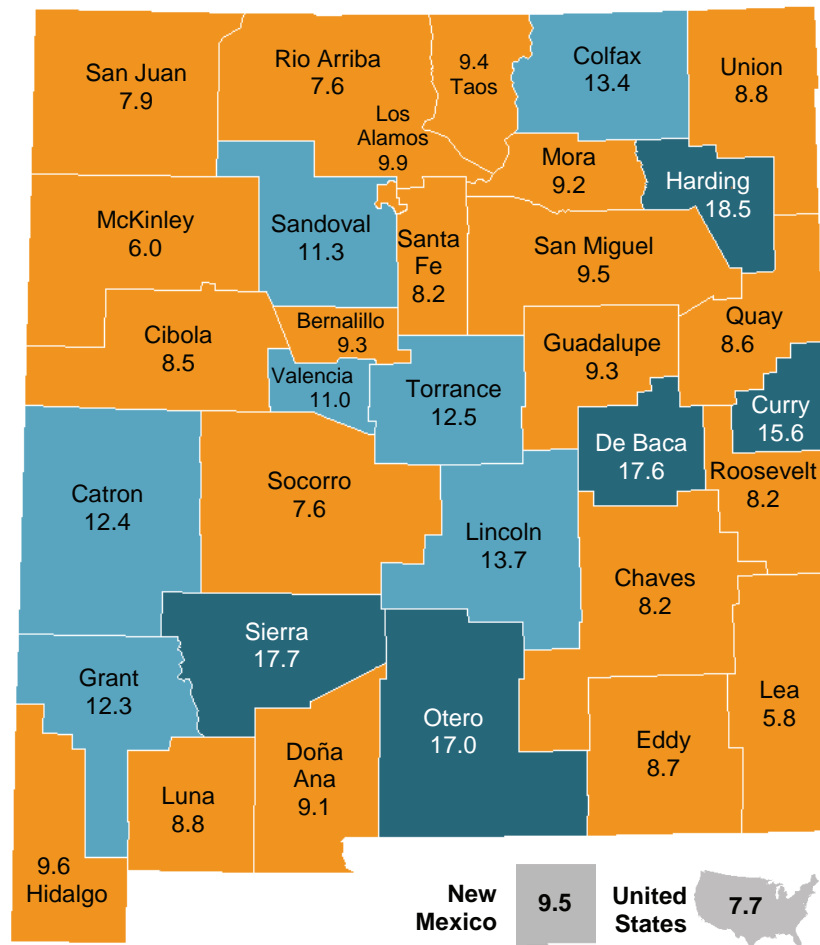 San Juan
7.9
Rio Arriba
7.6
9.4
Taos
Colfax
13.4
Union
8.8
Los
Alamos
9.9
Mora
9.2
Harding
18.5
McKinley
6.0
Sandoval
11.3
Santa
Fe
8.2
San Miguel
9.5
Cibola
8.5
Bernalillo
9.3
Guadalupe
9.3
Quay
8.6
Valencia
11.0
Torrance
12.5
De Baca
17.6
Curry
15.6
Roosevelt
8.2
Catron
12.4
Socorro
7.6
Lincoln
13.7
Chaves
8.2
Sierra
17.7
Grant
12.3
Otero
17.0
Lea
5.8
Eddy
8.7
Doña
Ana
9.1
Luna
8.8
9.6
Hidalgo
New
Mexico
9.5
United
States
7.7